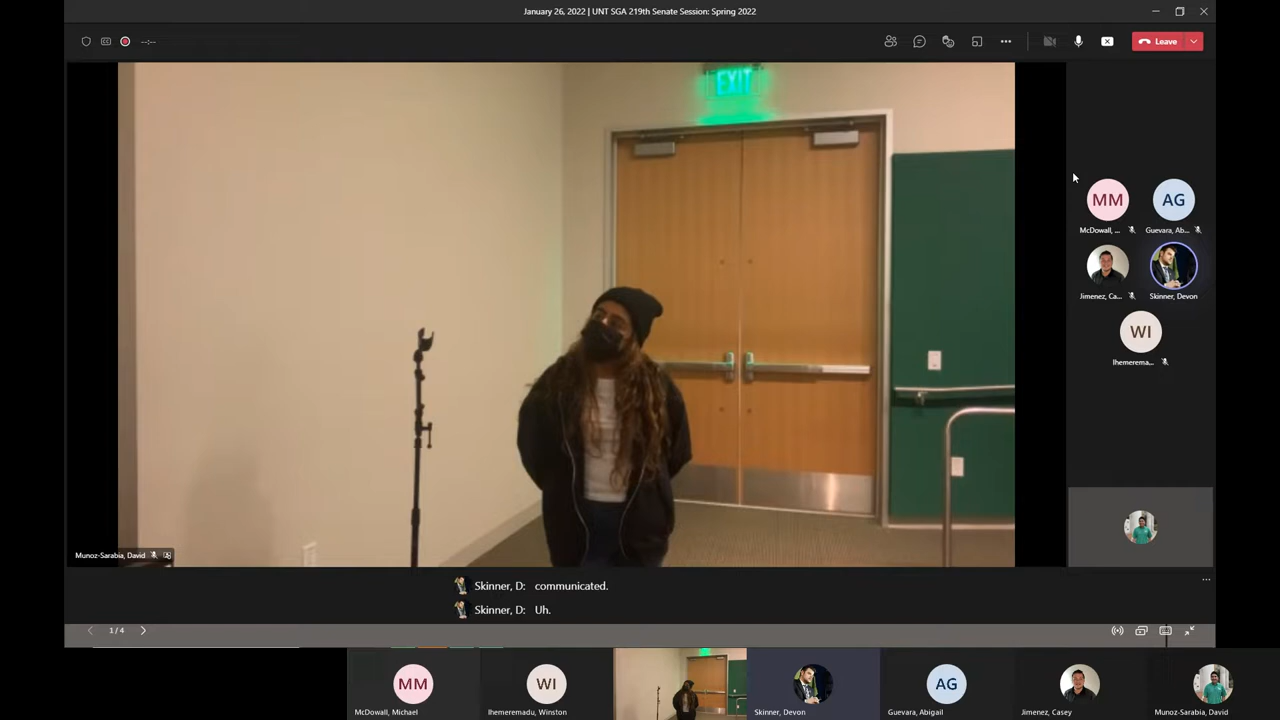 January 26, 2022 | UNT SGA 219th Senate Session: Spring 2022
--:--
Leave
EXIT
MM
AG
McDowall, ...
Guevara, Ab...
Jimenez, Ca...
Skinner, Devon
WI
Ihemerema...
Munoz-Sarabia, David
Skinner, D: communicated.
Skinner, D: Uh.
1 / 4
MM
WI
AG
McDowall, Michael
Ihemeremadu, Winston
Skinner, Devon
Guevara, Abigail
Jimenez, Casey
Munoz-Sarabia, David